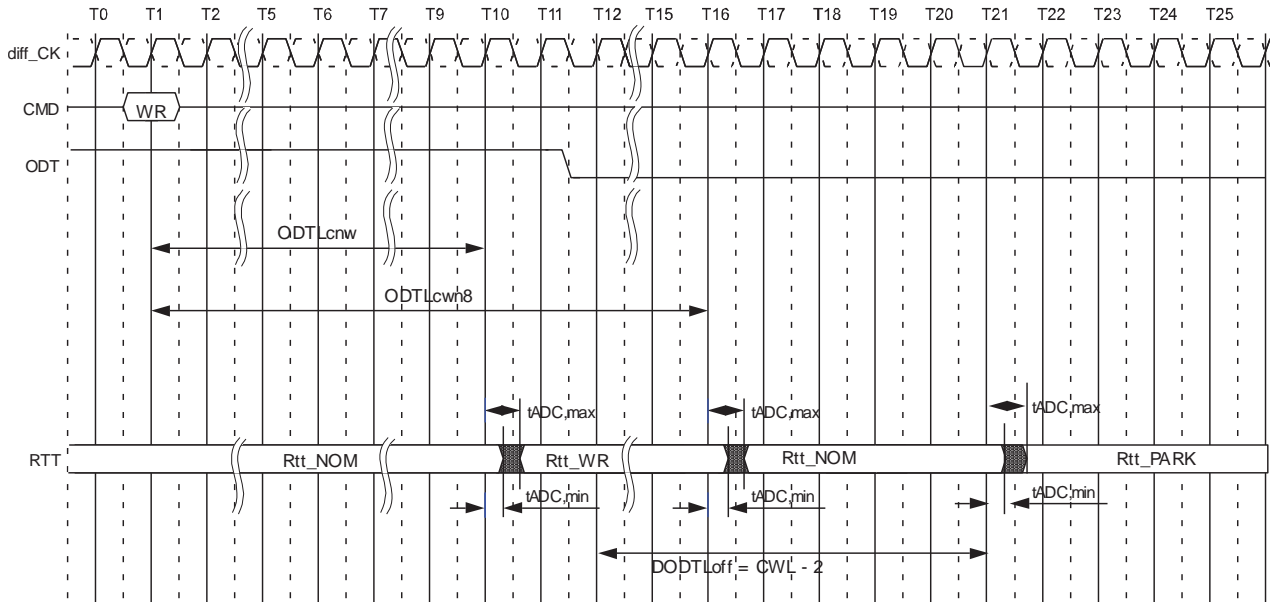 T0 T1 T2 T5 T6 T7 T9 T10 T11 T12 T15 T16 T17 T18 T19 T20 T21 T22 T23 T24 T25
diff_CK
CMD WR
ODT
ODTLcnw
ODTLcwn8
tADC,max tADC,max tADC,max
RTT Rtt_NOM Rtt_WR Rtt_NOM Rtt_PARK
tADC,min tADC,min tADC,min
DODTLoff = CWL - 2